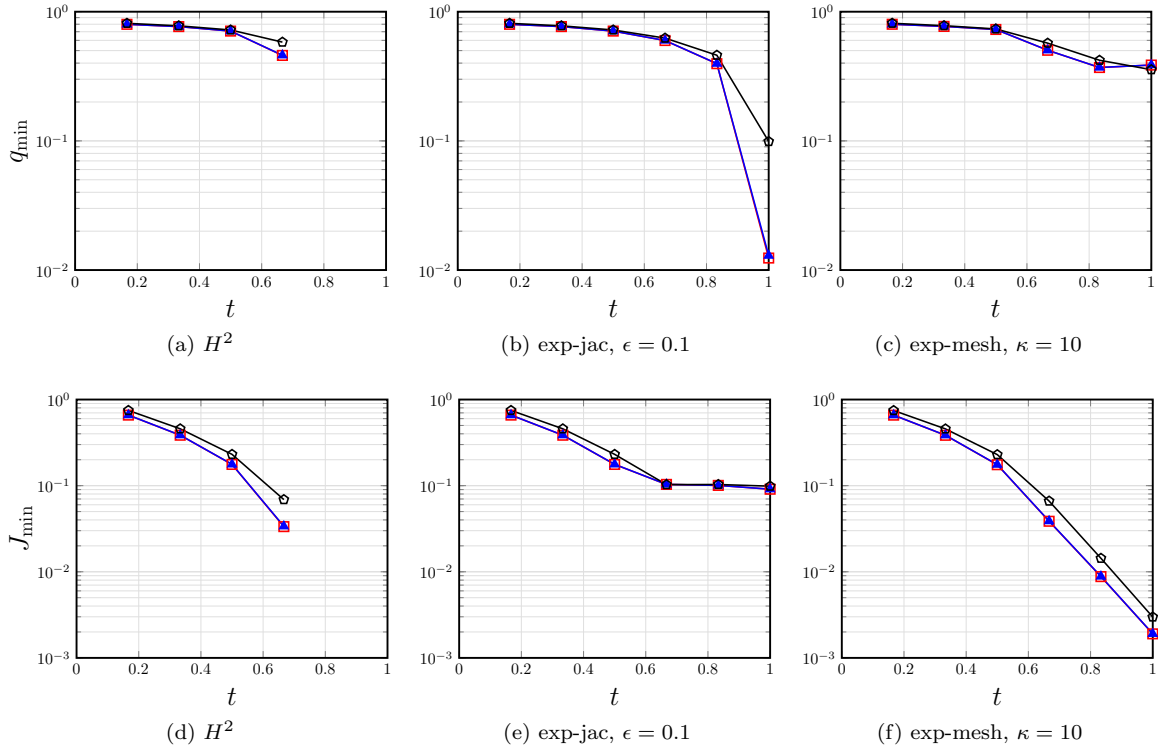 10^0
10^-1
10^-2
q_min
0 0.2 0.4 0.6 0.8 1
t
(a) H^2
10^0
10^-1
10^-2
0 0.2 0.4 0.6 0.8 1
t
(b) exp-jac, ϵ = 0.1
10^0
10^-1
10^-2
0 0.2 0.4 0.6 0.8 1
t
(c) exp-mesh, κ = 10
10^0
10^-1
10^-2
10^-3
J_min
0 0.2 0.4 0.6 0.8 1
t
(d) H^2
10^0
10^-1
10^-2
10^-3
0 0.2 0.4 0.6 0.8 1
t
(e) exp-jac, ϵ = 0.1
10^0
10^-1
10^-2
10^-3
0 0.2 0.4 0.6 0.8 1
t
(f) exp-mesh, κ = 10